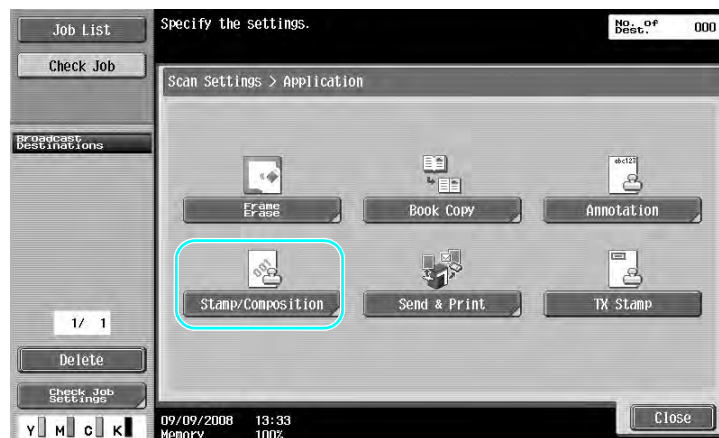 Job List
Check Job
Broadcast
Destinations
1/ 1
Delete
Check Job
Settings
Y M C K
Specify the settings.
No. of
Dest.
000
Scan Settings > Application
Frame
Erase
Book Copy
abc123
Annotation
001
Stamp/Composition
Send & Print
TX Stamp
09/09/2008 13:33
Memory 100%
Close